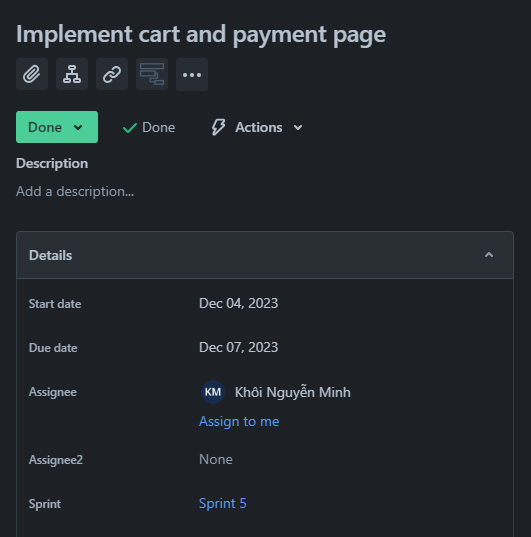 Implement cart and payment page
Done
Done
Actions
Description
Add a description...
Details
Start date
Dec 04, 2023
Due date
Dec 07, 2023
Assignee
KM
Khôi Nguyễn Minh
Assign to me
Assignee2
None
Sprint
Sprint 5